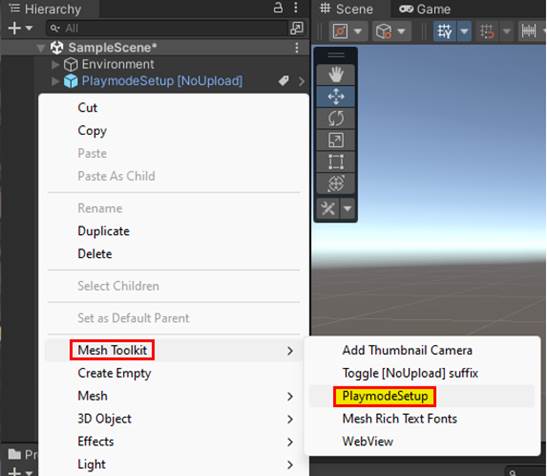 Hierarchy
All
SampleScene*
Environment
PlaymodeSetup [NoUpload]
Cut
Copy
Paste
Paste As Child
Rename
Duplicate
Delete
Select Children
Set as Default Parent
Mesh Toolkit
Create Empty
Mesh
3D Object
Effects
Light
Scene
Game
Add Thumbnail Camera
Toggle [NoUpload] suffix
PlaymodeSetup
Mesh Rich Text Fonts
WebView